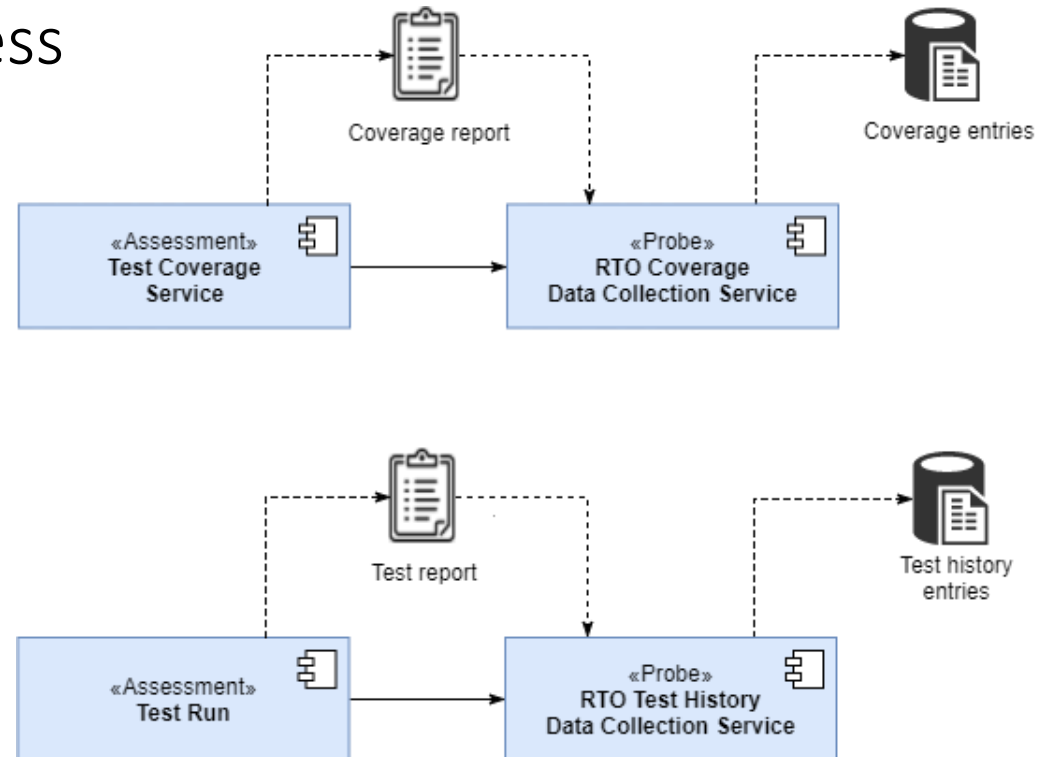 ess
Coverage report
Coverage entries
«Assessment»
Test Coverage
Service
«Probe»
RTO Coverage
Data Collection Service
Test report
Test history
entries
«Assessment»
Test Run
«Probe»
RTO Test History
Data Collection Service